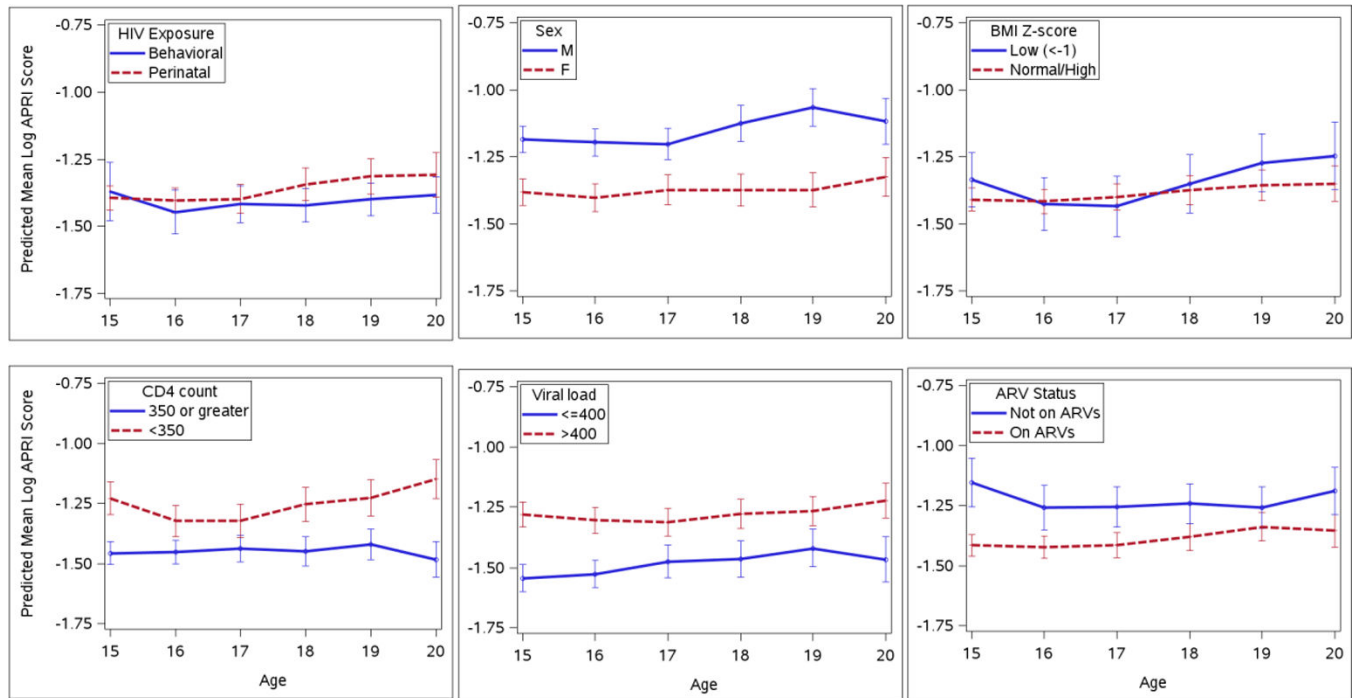 HIV Exposure
Behavioral
Perinatal
Predicted Mean Log APRI Score
-0.75
-1.00
-1.25
-1.50
-1.75
15 16 17 18 19 20
Sex
M
F
-0.75
-1.00
-1.25
-1.50
-1.75
15 16 17 18 19 20
BMI Z-score
Low (<-1)
Normal/High
-0.75
-1.00
-1.25
-1.50
-1.75
15 16 17 18 19 20
CD4 count
350 or greater
<350
Predicted Mean Log APRI Score
-0.75
-1.00
-1.25
-1.50
-1.75
15 16 17 18 19 20
Age
Viral load
<=400
>400
-0.75
-1.00
-1.25
-1.50
-1.75
15 16 17 18 19 20
Age
ARV Status
Not on ARVs
On ARVs
-0.75
-1.00
-1.25
-1.50
-1.75
15 16 17 18 19 20
Age